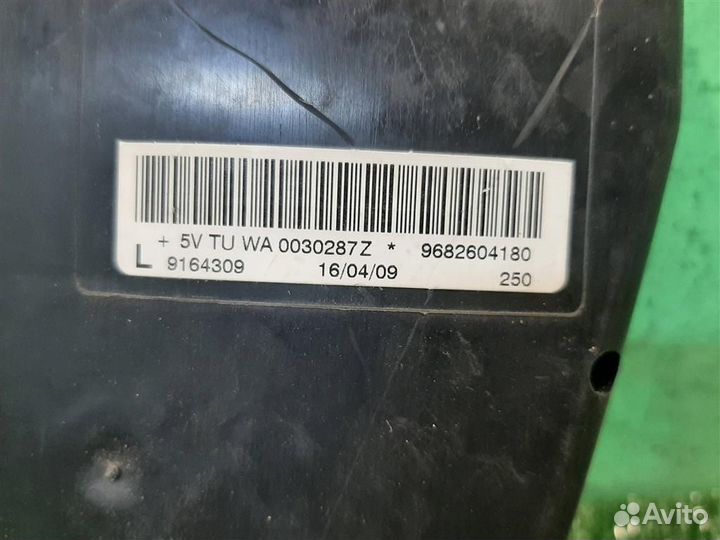 + 5V TU WA 0030287Z * 9682604180
L 9164309 16/04/09 250
Avito